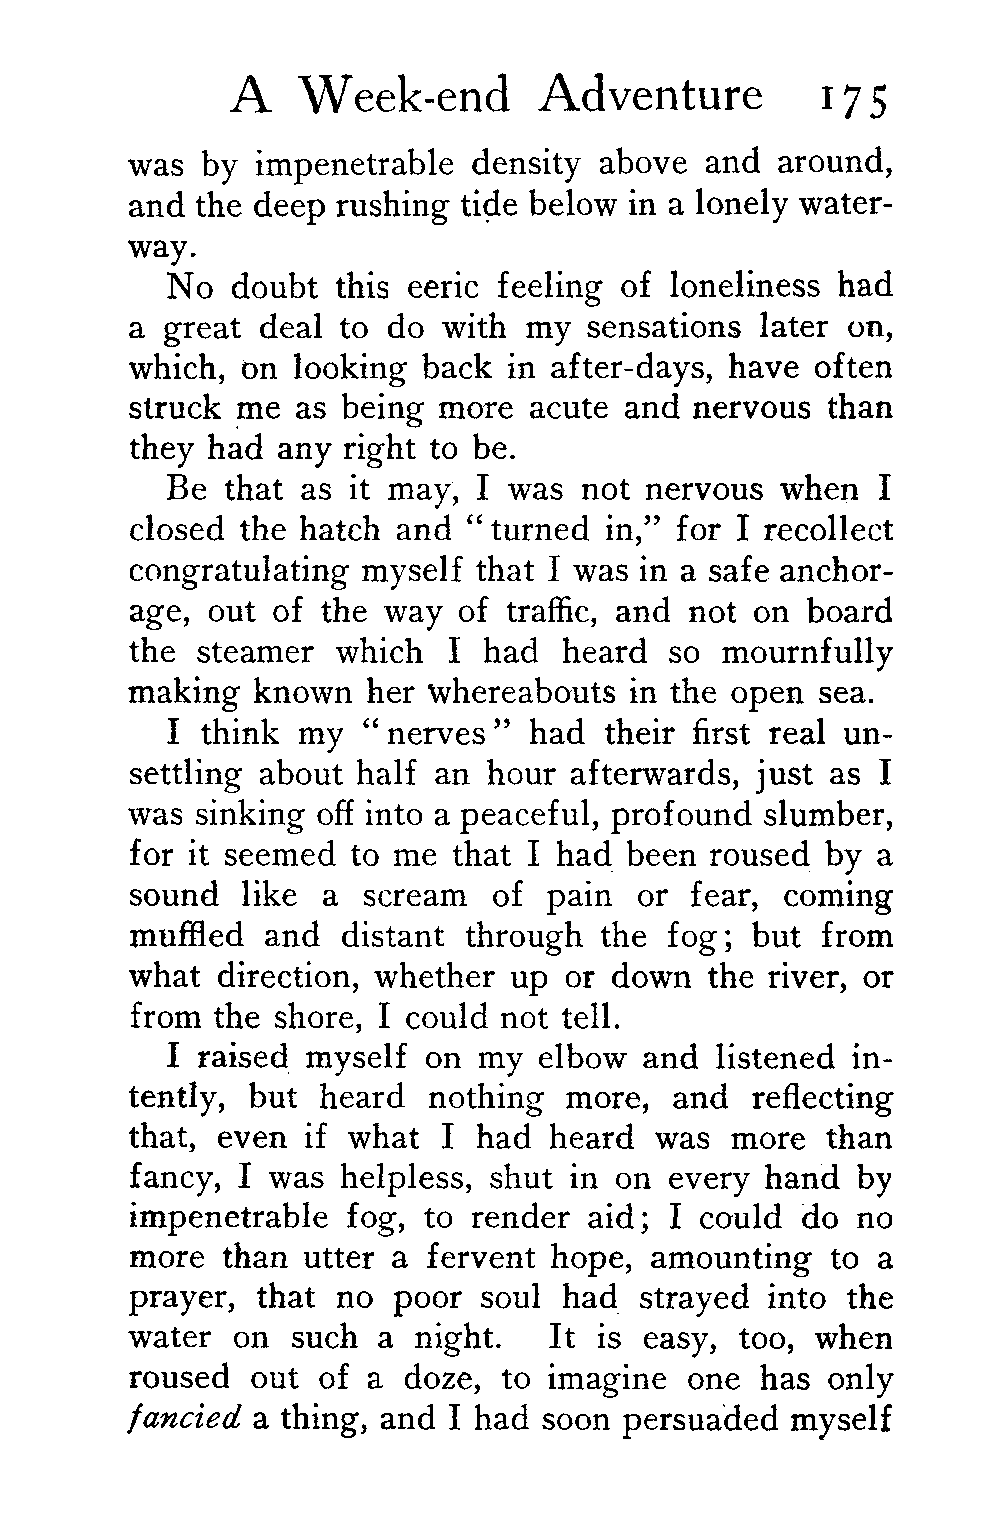 A Week-end Adventure 175
was by impenetrable density above and around,
and the deep rushing tide below in a lonely water-
way.
No doubt this eeric feeling of loneliness had
a great deal to do with my sensations later on,
which, on looking back in after-days, have often
struck me as being more acute and nervous than
they had any right to be.
Be that as it may, I was not nervous when I
closed the hatch and “turned in,” for I recollect
congratulating myself that I was in a safe anchor-
age, out of the way of traffic, and not on board
the steamer which I had heard so mournfully
making known her whereabouts in the open sea.
I think my “nerves” had their first real un-
settling about half an hour afterwards, just as I
was sinking off into a peaceful, profound slumber,
for it seemed to me that I had been roused by a
sound like a scream of pain or fear, coming
muffled and distant through the fog; but from
what direction, whether up or down the river, or
from the shore, I could not tell.
I raised myself on my elbow and listened in-
tently, but heard nothing more, and reflecting
that, even if what I had heard was more than
fancy, I was helpless, shut in on every hand by
impenetrable fog, to render aid; I could do no
more than utter a fervent hope, amounting to a
prayer, that no poor soul had strayed into the
water on such a night. It is easy, too, when
roused out of a doze, to imagine one has only
fancied a thing, and I had soon persuaded myself